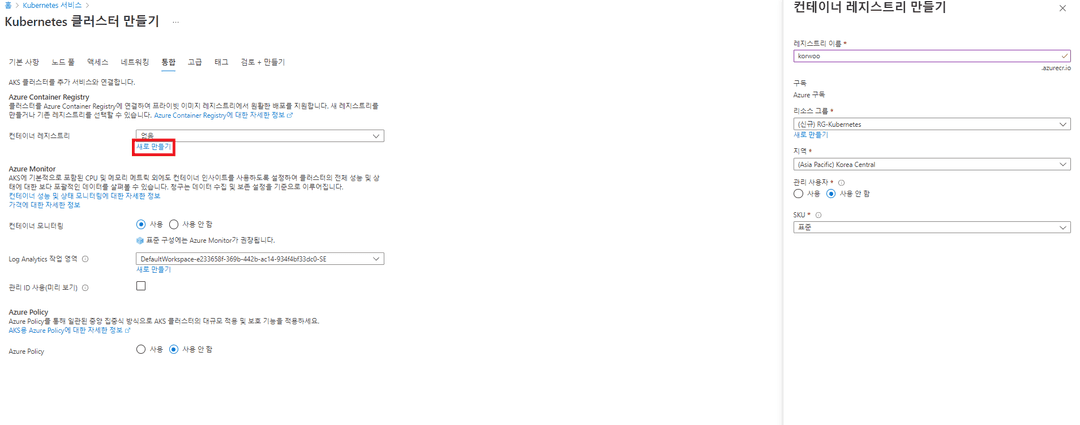 홈 > Kubernetes 서비스 >
Kubernetes 클러스터 만들기 ...
기본 사항 노드 풀 액세스 네트워킹 통합 고급 태그 검토 + 만들기
AKS 클러스터를 추가 서비스와 연결합니다.
Azure Container Registry
클러스터를 Azure Container Registry에 연결하여 프라이빗 이미지 레지스트리에서 원활한 배포를 지원합니다. 새 레지스트리를
만들거나 기존 레지스트리를 선택할 수 있습니다. Azure Container Registry에 대한 자세한 정보
컨테이너 레지스트리 없음
새로 만들기
Azure Monitor
AKS에 기본적으로 포함된 CPU 및 메모리 메트릭 외에도 컨테이너 인사이트를 사용하도록 설정하여 클러스터의 전체 성능 및 상
태에 대한 보다 포괄적인 데이터를 살펴볼 수 있습니다. 청구는 데이터 수집 및 보존 설정을 기준으로 이루어집니다.
컨테이너 성능 및 상태 모니터링에 대한 자세한 정보
가격에 대한 자세한 정보
컨테이너 모니터링 사용 사용 안 함
표준 구성에는 Azure Monitor가 권장됩니다.
Log Analytics 작업 영역 DefaultWorkspace-e233658f-369b-442b-ac14-934f4bf33dc0-SE
새로 만들기
관리 ID 사용(미리 보기)
Azure Policy
Azure Policy를 통해 일관된 중앙 집중식 방식으로 AKS 클러스터의 대규모 적용 및 보호 기능을 적용하세요.
AKS용 Azure Policy에 대한 자세한 정보
Azure Policy 사용 사용 안 함
컨테이너 레지스트리 만들기
레지스트리 이름 *
konwoo
.azurecr.io
구독
Azure 구독
리소스 그룹 *
(신규) RG-Kubernetes
새로 만들기
지역 *
(Asia Pacific) Korea Central
관리 사용자 *
사용 사용 안 함
SKU *
표준